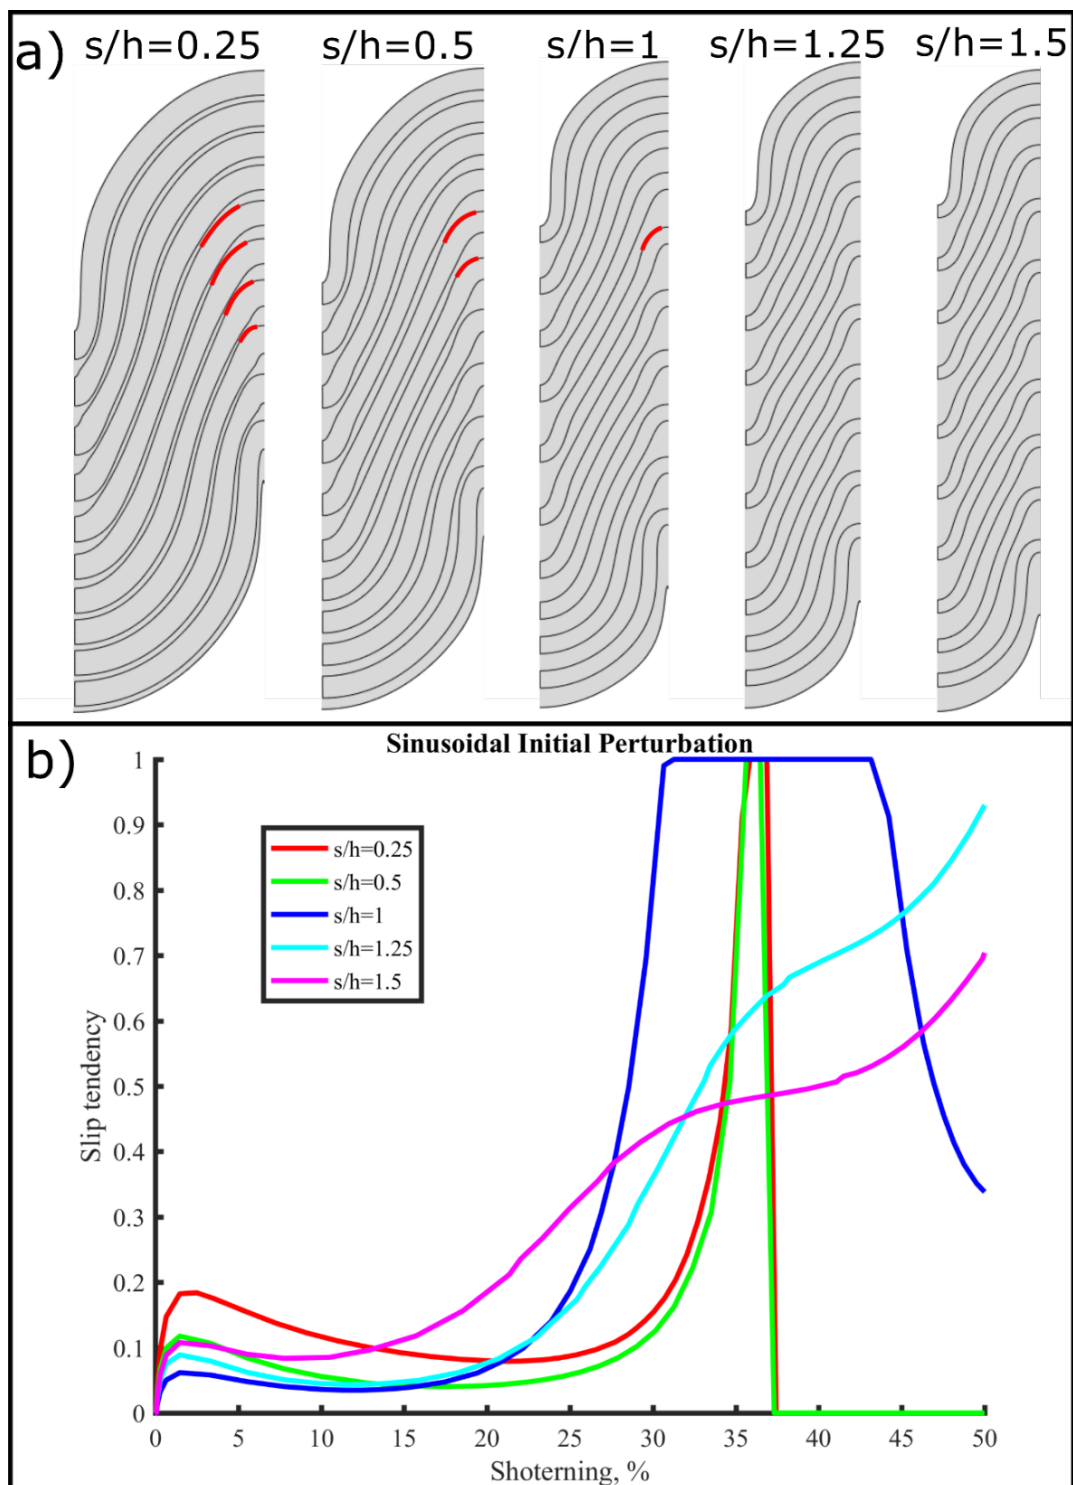 a) s/h=0.25 s/h=0.5 s/h=1 s/h=1.25 s/h=1.5
b) Sinusoidal Initial Perturbation
1
0.9
0.8
0.7
0.6
0.5
0.4
0.3
0.2
0.1
0
Slip tendency
s/h=0.25
s/h=0.5
s/h=1
s/h=1.25
s/h=1.5
0 5 10 15 20 25 30 35 40 45 50
Shoterning, %